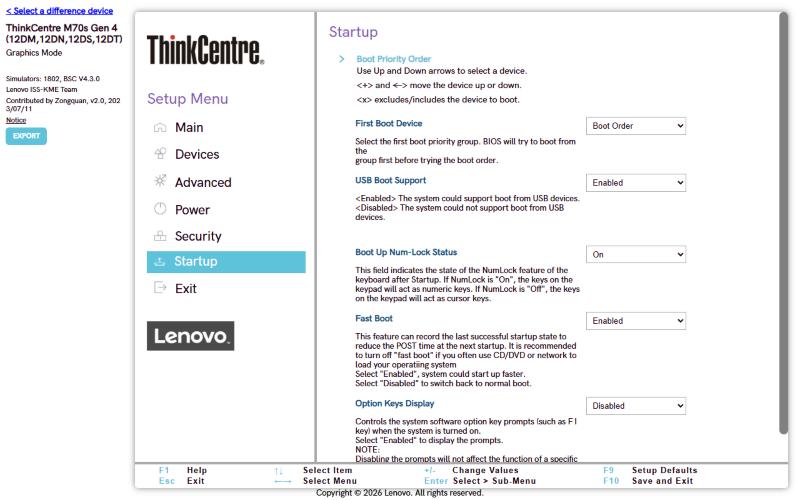 < Select a difference device
ThinkCentre M70s Gen 4
(12DM,12DN,12DS,12DT)
Graphics Mode
Simulators: 1802, BSC V4.3.0
Lenovo ISS-KME Team
Contributed by Zongquan, v2.0, 202
3/07/11
Notice
EXPORT
ThinkCentre®
Setup Menu
Main
Devices
Advanced
Power
Security
Startup
Exit
Lenovo
Startup
> Boot Priority Order
Use Up and Down arrows to select a device.
<+> and <-> move the device up or down.
<x> excludes/includes the device to boot.
First Boot Device
Boot Order
Select the first boot priority group. BIOS will try to boot from
the
group first before trying the boot order.
USB Boot Support
Enabled
<Enabled> The system could support boot from USB devices.
<Disabled> The system could not support boot from USB
devices.
Boot Up Num-Lock Status
On
This field indicates the state of the NumLock feature of the
keyboard after Startup. If NumLock is "On", the keys on the
keypad will act as numeric keys. If NumLock is "Off", the keys
on the keypad will act as cursor keys.
Fast Boot
Enabled
This feature can record the last successful startup state to
reduce the POST time at the next startup. It is recommended
to turn off "fast boot" if you often use CD/DVD or network to
load your operatiing system
Select "Enabled", system could start up faster.
Select "Disabled" to switch back to normal boot.
Option Keys Display
Disabled
Controls the system software option key prompts (such as F1
key) when the system is turned on.
Select "Enabled" to display the prompts.
NOTE:
Disabling the prompts will not affect the function of a specific
F1 Help ↑↓ Select Item +/- Change Values F9 Setup Defaults
Esc Exit ←→ Select Menu Enter Select > Sub-Menu F10 Save and Exit
Copyright © 2026 Lenovo. All rights reserved.